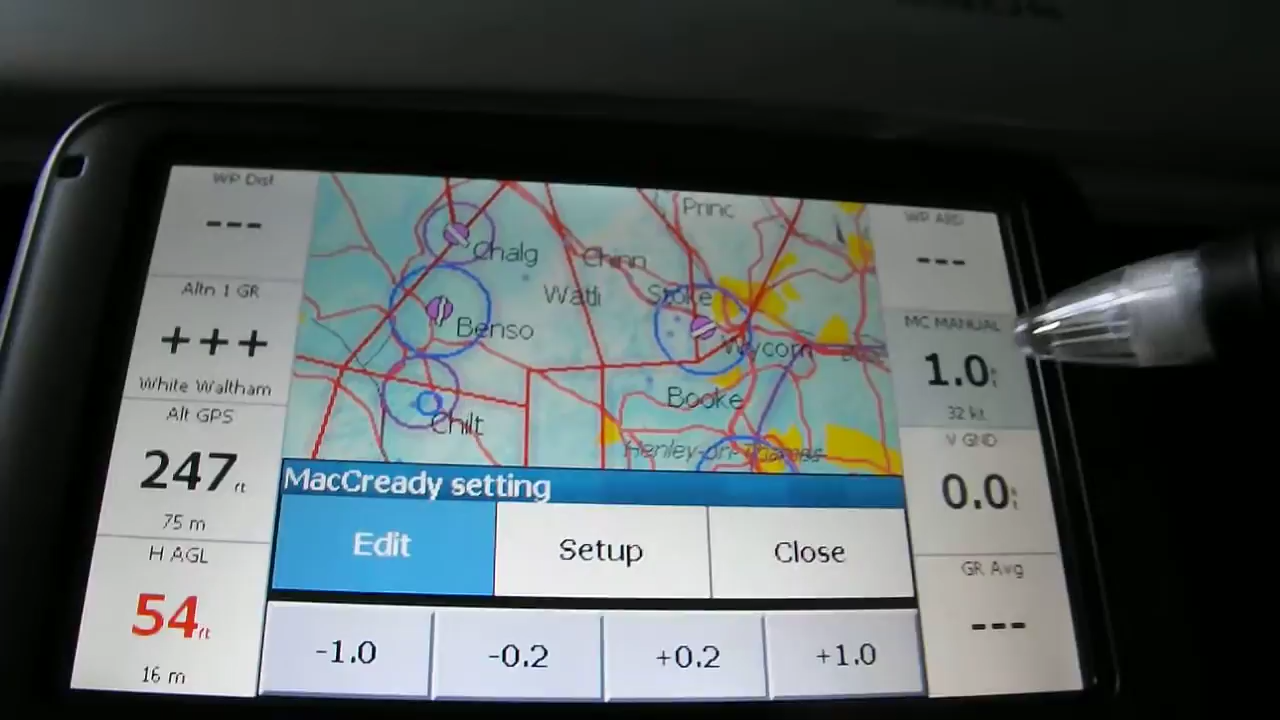 WP Dist
---
Altn 1 GR
+++
White Waltham
Alt GPS
247 ft
75 m
H AGL
54 ft
16 m
Princ
Chalg
Chinn
Watli
Stoke
Benso
Wycom
Booke
Chilt
Henley-on-Thames
MacCready setting
Edit Setup Close
-1.0 -0.2 +0.2 +1.0
---
MC MANUAL
1.0
32 kt
V GND
0.0
GR Avg
---